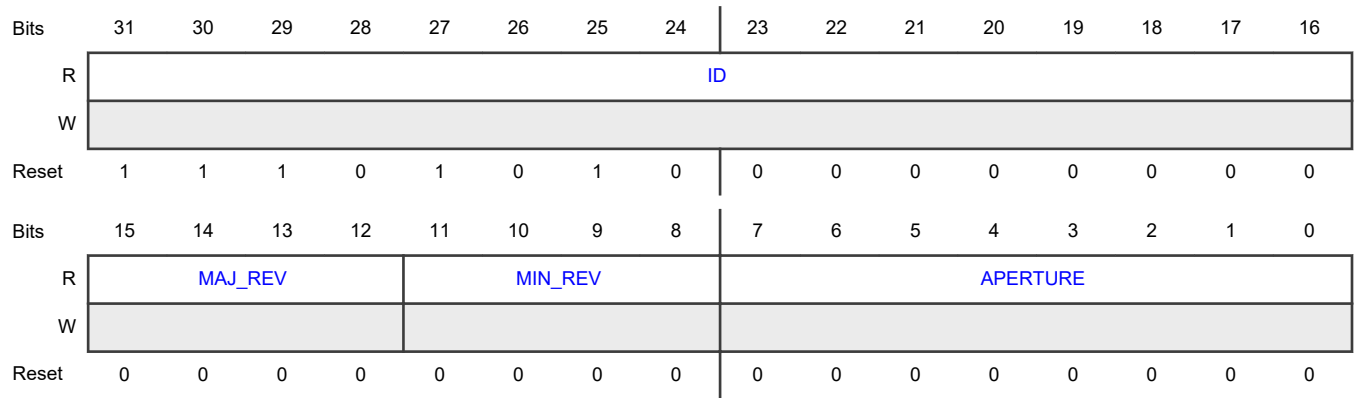 Bits 31 30 29 28 27 26 25 24 23 22 21 20 19 18 17 16
R ID
W
Reset 1 1 1 0 1 0 1 0 0 0 0 0 0 0 0 0
Bits 15 14 13 12 11 10 9 8 7 6 5 4 3 2 1 0
R MAJ_REV MIN_REV APERTURE
W
Reset 0 0 0 0 0 0 0 0 0 0 0 0 0 0 0 0